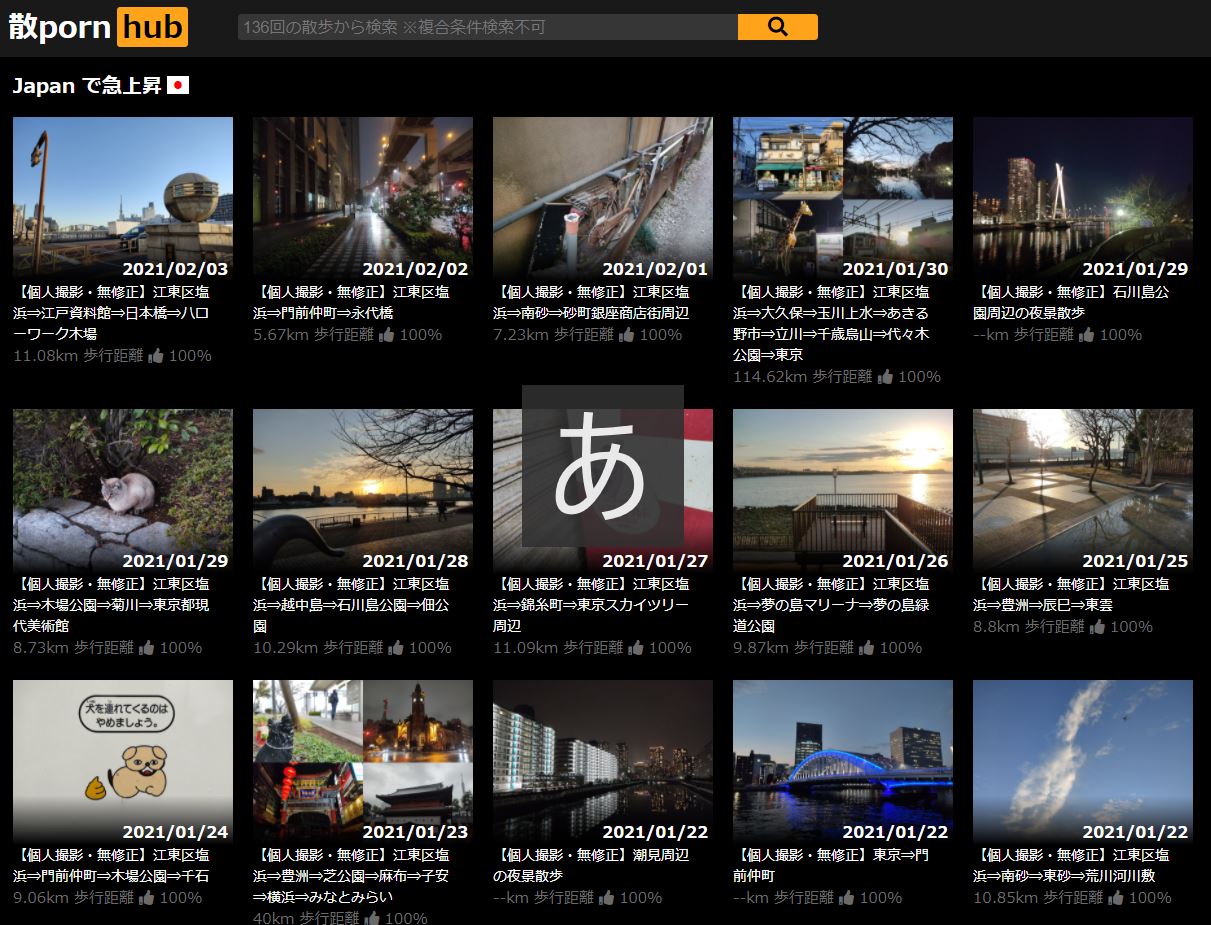 散porn hub
136回の散歩から検索 ※複合条件検索不可
Japan で急上昇
2021/02/03
【個人撮影・無修正】江東区塩
浜⇒江戸資料館⇒日本橋⇒ハロ
ーワーク木場
11.08km 歩行距離 100%
2021/02/02
【個人撮影・無修正】江東区塩
浜⇒門前仲町⇒永代橋
5.67km 歩行距離 100%
2021/02/01
【個人撮影・無修正】江東区塩
浜⇒南砂⇒砂町銀座商店街周辺
7.23km 歩行距離 100%
2021/01/30
【個人撮影・無修正】江東区塩
浜⇒大久保⇒玉川上水⇒あきる
野市⇒立川⇒千歳烏山⇒代々木
公園⇒東京
114.62km 歩行距離 100%
2021/01/29
【個人撮影・無修正】石川島公
園周辺の夜景散歩
--km 歩行距離 100%
2021/01/29
【個人撮影・無修正】江東区塩
浜⇒木場公園⇒菊川⇒東京都現
代美術館
8.73km 歩行距離 100%
2021/01/28
【個人撮影・無修正】江東区塩
浜⇒越中島⇒石川島公園⇒佃公
園
10.29km 歩行距離 100%
あ
2021/01/27
【個人撮影・無修正】江東区塩
浜⇒錦糸町⇒東京スカイツリー
周辺
11.09km 歩行距離 100%
2021/01/26
【個人撮影・無修正】江東区塩
浜⇒夢の島マリーナ⇒夢の島緑
道公園
9.87km 歩行距離 100%
2021/01/25
【個人撮影・無修正】江東区塩
浜⇒豊洲⇒辰巳⇒東雲
8.8km 歩行距離 100%
犬を連れてくるのは
やめましょう。
2021/01/24
【個人撮影・無修正】江東区塩
浜⇒門前仲町⇒木場公園⇒千石
9.06km 歩行距離 100%
2021/01/23
【個人撮影・無修正】江東区塩
浜⇒豊洲⇒芝公園⇒麻布⇒子安
⇒横浜⇒みなとみらい
40km 歩行距離 100%
2021/01/22
【個人撮影・無修正】潮見周辺
の夜景散歩
--km 歩行距離 100%
2021/01/22
【個人撮影・無修正】東京⇒門
前仲町
--km 歩行距離 100%
2021/01/22
【個人撮影・無修正】江東区塩
浜⇒南砂⇒東砂⇒荒川河川敷
10.85km 歩行距離 100%